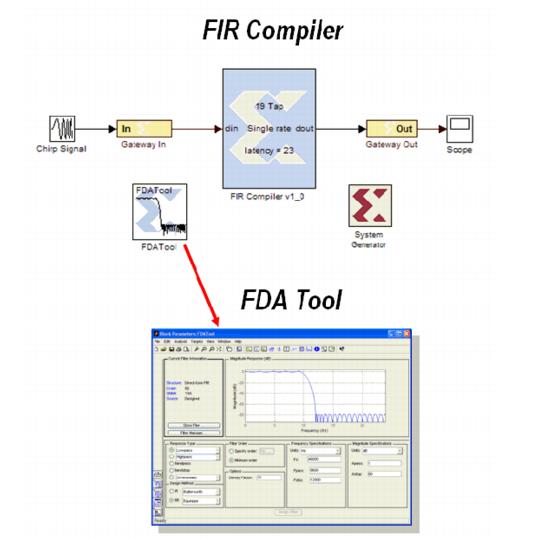 FIR Compiler
19 Tap
In
din Single rate dout
Out
Chirp Signal
Gateway In
latency = 23
Gateway Out
Scope
FIR Compiler v1_0
FDATool
FDATool
System
Generator
FDA Tool
Block Parameters: FDATool
File Edit Analysis Targets View Window Help
Current Filter Information
Magnitude Response (dB)
Structure: Direct-Form FIR
Order:
Stable: Yes
Source: Designed
Magnitude (dB)
Frequency (Hz)
Store Filter ...
Filter Manager ...
Response Type
Filter Order
Frequency Specifications
Magnitude Specifications
Lowpass
Highpass
Bandpass
Bandstop
Differentiator
Specify order:
Minimum order
Units: Hz
Units: dB
Fs: 48000
Fpass: 9600
Fstop: 12000
Apass: 1
Astop: 80
Options
Density Factor:
Design Method
IIR Butterworth
FIR Equiripple
Design Filter
Ready